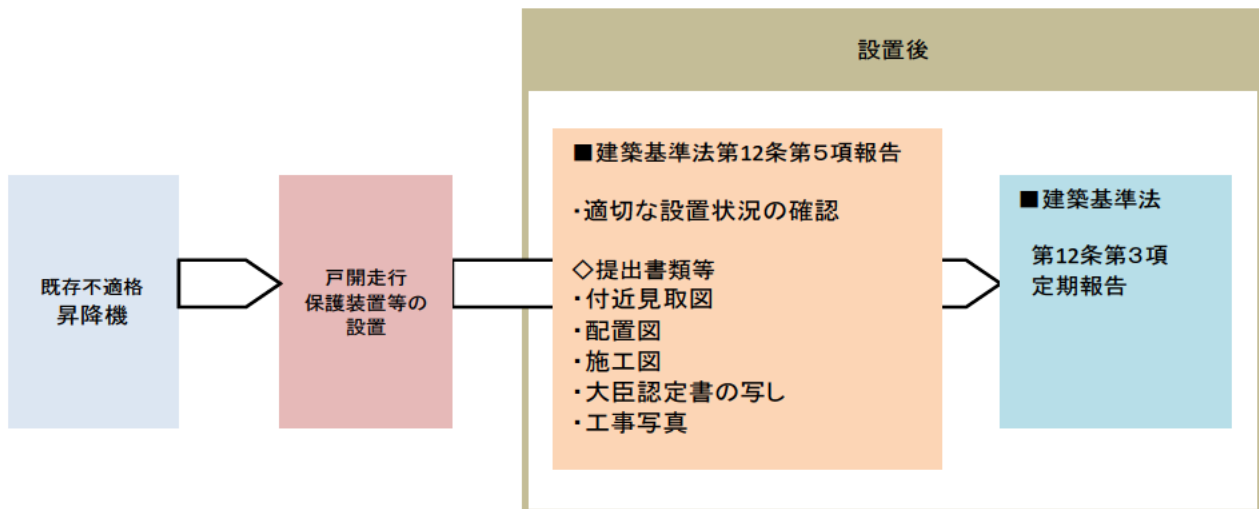 設置後
既存不適格
昇降機
戸開走行
保護装置等の
設置
■建築基準法第12条第5項報告
・適切な設置状況の確認
◇提出書類等
・付近見取図
・配置図
・施工図
・大臣認定書の写し
・工事写真
■建築基準法
第12条第3項
定期報告